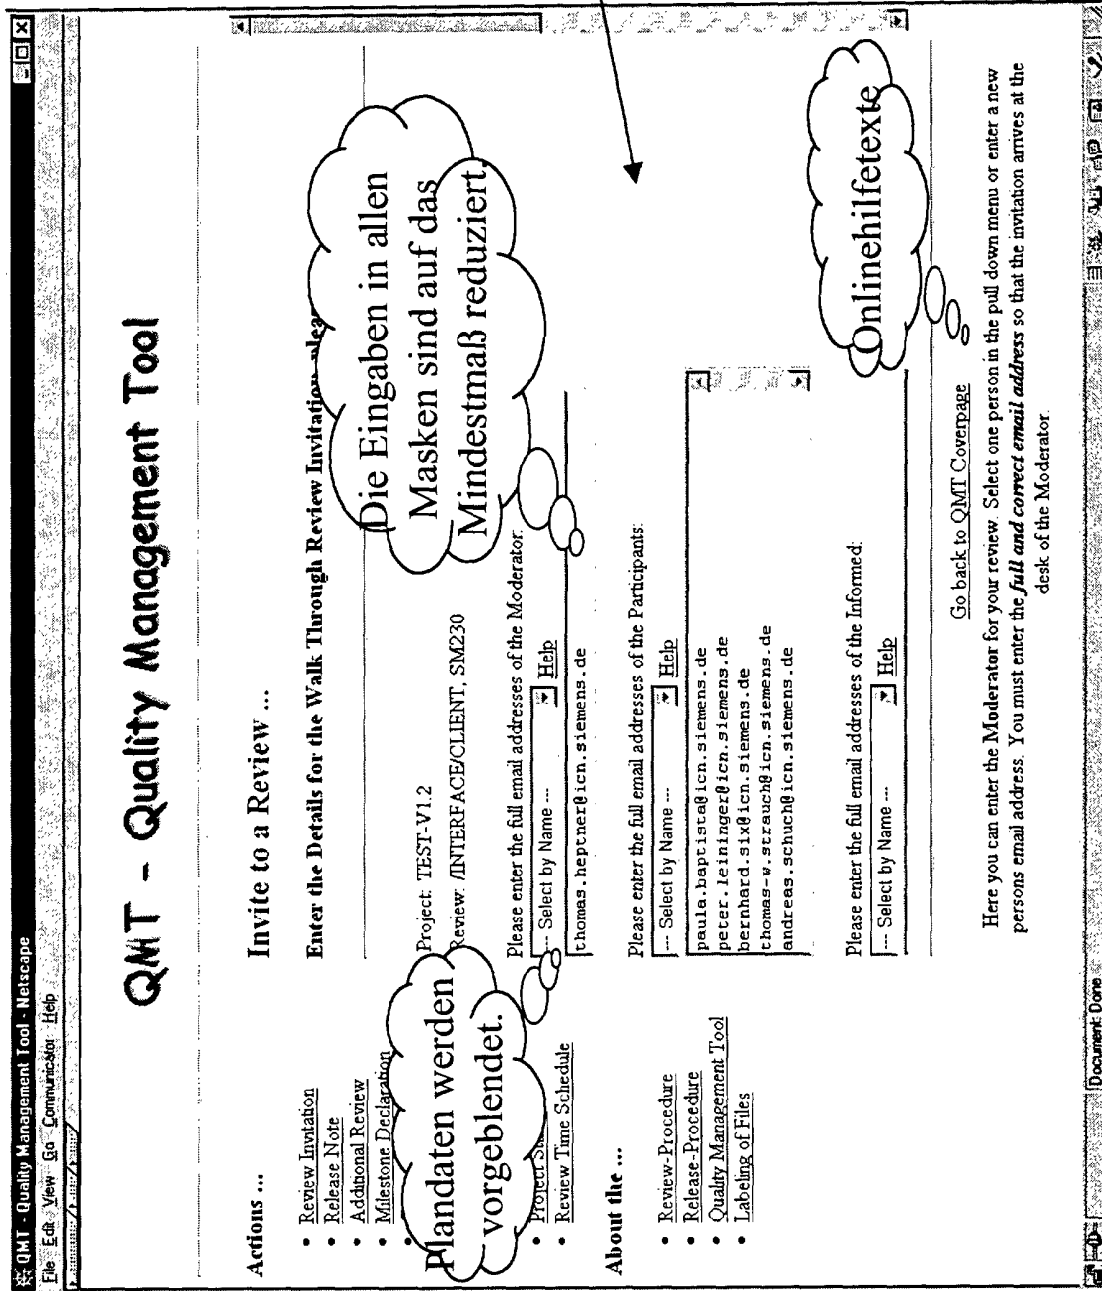 QMT - Quality Management Tool - Netscape
File Edit View Go Communicator Help
QMT - Quality Management Tool
Actions ...
Review Invitation
Release Note
Additional Review
Milestone Declaration
Plandaten werden
vorgeblendet.
Project
Review Time Schedule
About the ...
Review-Procedure
Release-Procedure
Quality Management Tool
Labeling of Files
Invite to a Review ...
Enter the Details for the Walk Through Review Invitation
Die Eingaben in allen
Masken sind auf das
Mindestmaß reduziert.
Project: TEST-V1.2
Review: /INTERFACE/CLIENT, SM230
Please enter the full email addresses of the Moderator:
--- Select by Name --- Help
thomas.heptner@icn.siemens.de
Please enter the full email addresses of the Participants:
--- Select by Name --- Help
paula.baptista@icn.siemens.de
peter.leininger@icn.siemens.de
bernhard.six@icn.siemens.de
thomas-w.strauch@icn.siemens.de
andreas.schuch@icn.siemens.de
Please enter the full email addresses of the Informed:
--- Select by Name --- Help
Onlinehilfetexte
Go back to QMT Coverpage
Here you can enter the Moderator for your review. Select one person in the pull down menu or enter a new
persons email address. You must enter the full and correct email address so that the invitation arrives at the
desk of the Moderator.
Document: Done